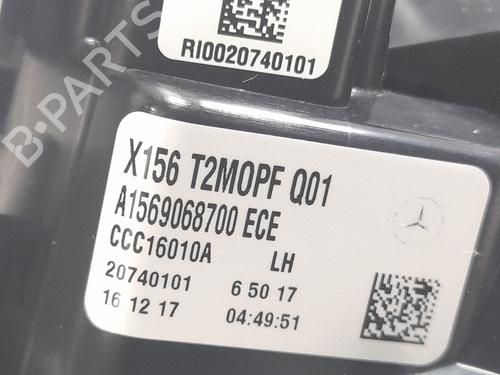 RI0020740101
B-PARTS
X156 T2MOPF Q01
A1569068700 ECE
CCC16010A LH
20740101 6 50 17
16 12 17 04:49:51